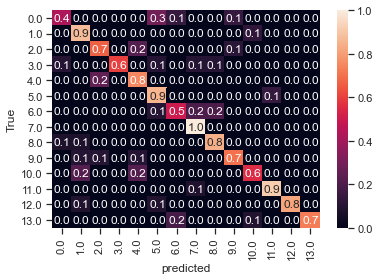 0.0 0.4 0.0 0.0 0.0 0.0 0.3 0.1 0.0 0.0 0.1 0.0 0.0 0.0 0.0
1.0 0.0 0.9 0.0 0.0 0.0 0.0 0.0 0.0 0.0 0.0 0.1 0.0 0.0 0.0
2.0 0.0 0.0 0.7 0.0 0.2 0.0 0.0 0.0 0.0 0.1 0.0 0.0 0.0 0.0
3.0 0.1 0.0 0.0 0.6 0.0 0.1 0.0 0.1 0.1 0.0 0.0 0.0 0.0 0.0
4.0 0.0 0.0 0.2 0.0 0.8 0.0 0.0 0.0 0.0 0.0 0.0 0.0 0.0 0.0
5.0 0.0 0.0 0.0 0.0 0.0 0.9 0.0 0.0 0.0 0.0 0.0 0.1 0.0 0.0
6.0 0.0 0.0 0.0 0.0 0.0 0.1 0.5 0.2 0.2 0.0 0.0 0.0 0.0 0.0
7.0 0.0 0.0 0.0 0.0 0.0 0.0 0.0 1.0 0.0 0.0 0.0 0.0 0.0 0.0
8.0 0.1 0.1 0.0 0.0 0.0 0.0 0.0 0.0 0.8 0.0 0.0 0.0 0.0 0.0
9.0 0.0 0.1 0.1 0.0 0.1 0.0 0.0 0.0 0.0 0.7 0.0 0.0 0.0 0.0
10.0 0.0 0.2 0.0 0.0 0.2 0.0 0.0 0.0 0.0 0.0 0.6 0.0 0.0 0.0
11.0 0.0 0.0 0.0 0.0 0.0 0.0 0.0 0.1 0.0 0.0 0.0 0.9 0.0 0.0
12.0 0.0 0.1 0.0 0.0 0.0 0.1 0.0 0.0 0.0 0.0 0.0 0.0 0.8 0.0
13.0 0.0 0.0 0.0 0.0 0.0 0.0 0.2 0.0 0.0 0.0 0.1 0.0 0.0 0.7
True
0.0 1.0 2.0 3.0 4.0 5.0 6.0 7.0 8.0 9.0 10.0 11.0 12.0 13.0
predicted
1.0
0.8
0.6
0.4
0.2
0.0